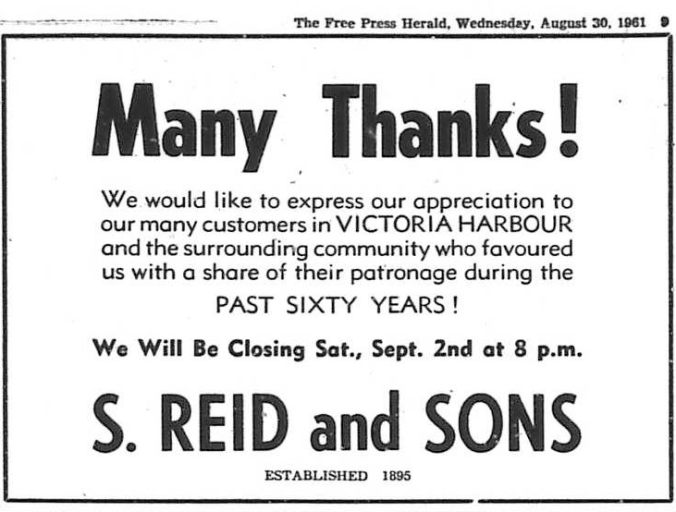 The Free Press Herald, Wednesday, August 30, 1961 9
Many Thanks!
We would like to express our appreciation to
our many customers in VICTORIA HARBOUR
and the surrounding community who favoured
us with a share of their patronage during the
PAST SIXTY YEARS!
We Will Be Closing Sat., Sept. 2nd at 8 p.m.
S. REID and SONS
ESTABLISHED 1895